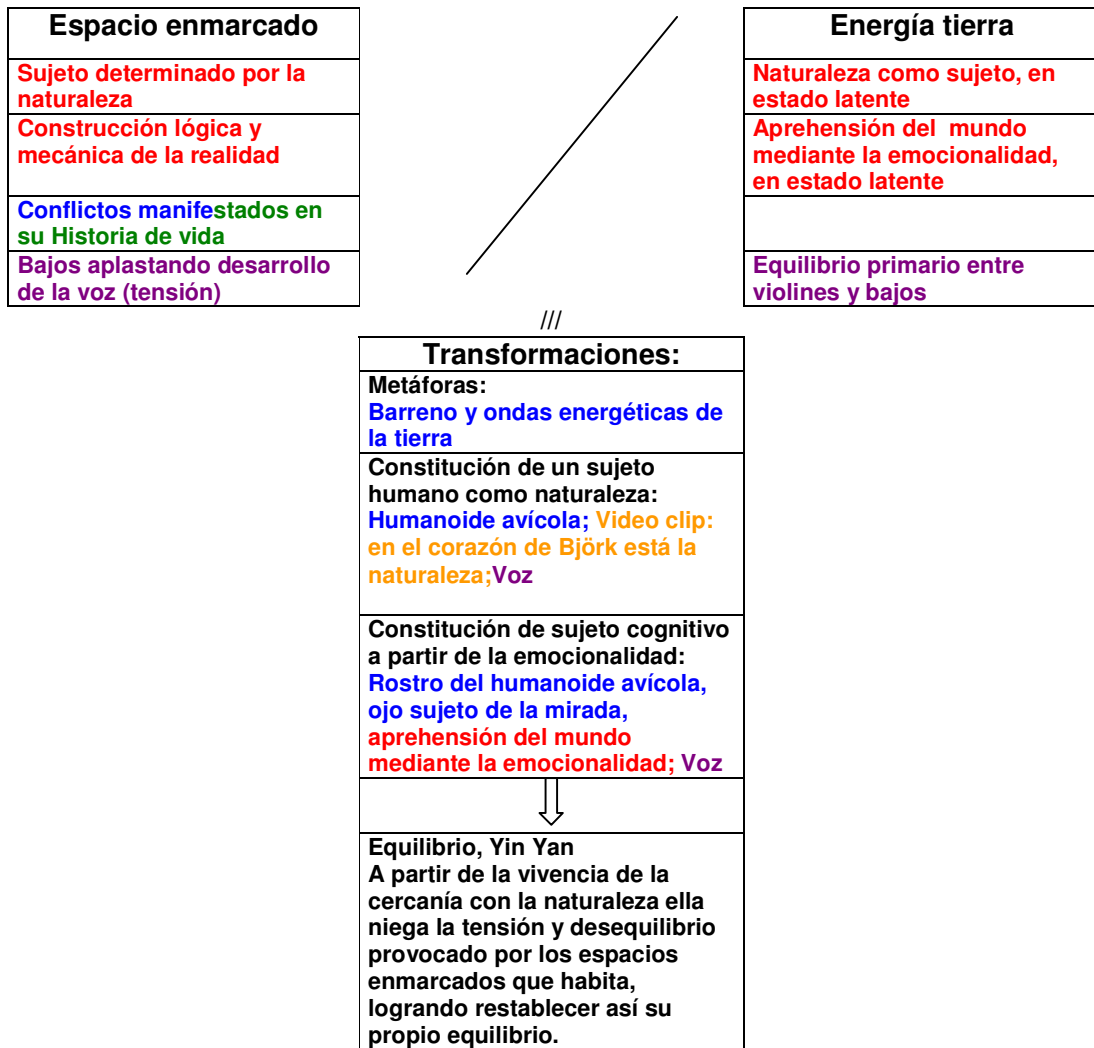 Espacio enmarcado
Sujeto determinado por la
naturaleza
Construcción lógica y
mecánica de la realidad
Conflictos manifestados en
su Historia de vida
Bajos aplastando desarrollo
de la voz (tensión)
Energía tierra
Naturaleza como sujeto, en
estado latente
Aprehensión del mundo
mediante la emocionalidad,
en estado latente
Equilibrio primario entre
violines y bajos
///
Transformaciones:
Metáforas:
Barreno y ondas energéticas de
la tierra
Constitución de un sujeto
humano como naturaleza:
Humanoide avícola; Video clip:
en el corazón de Björk está la
naturaleza;Voz
Constitución de sujeto cognitivo
a partir de la emocionalidad:
Rostro del humanoide avícola,
ojo sujeto de la mirada,
aprehensión del mundo
mediante la emocionalidad; Voz
Equilibrio, Yin Yan
A partir de la vivencia de la
cercanía con la naturaleza ella
niega la tensión y desequilibrio
provocado por los espacios
enmarcados que habita,
logrando restablecer así su
propio equilibrio.